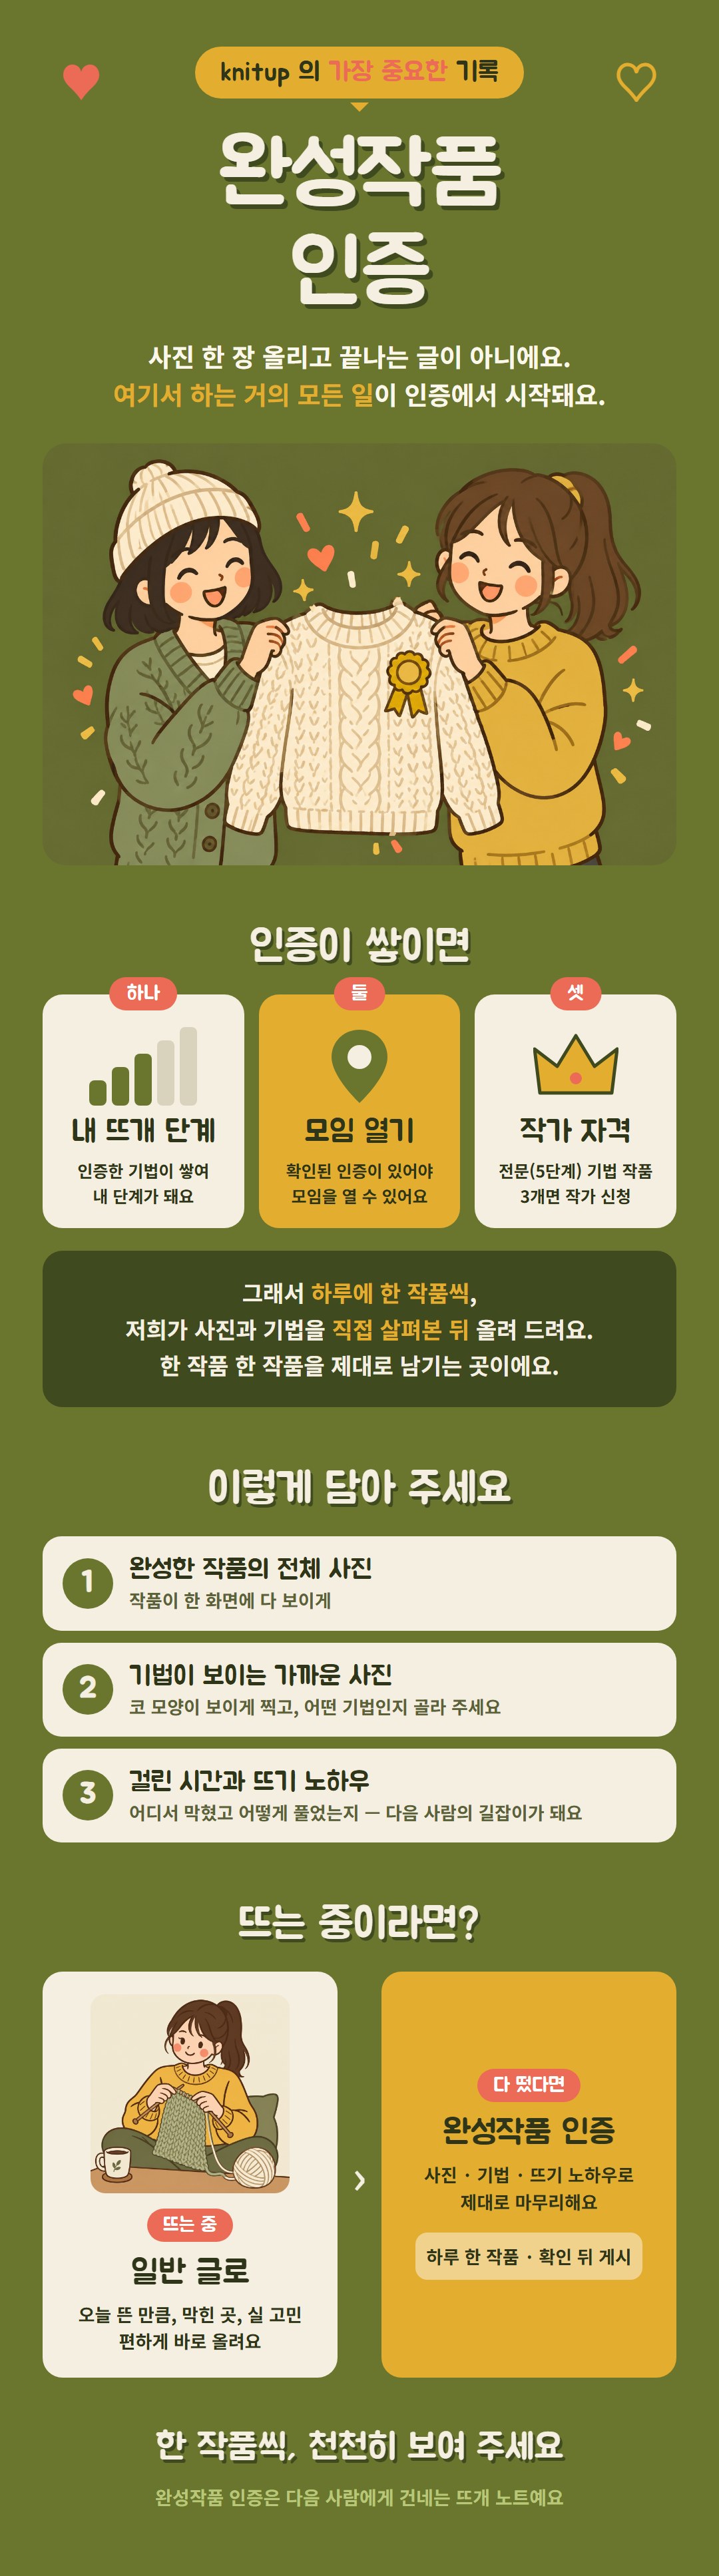 knitup 의 가장 중요한 기록
완성작품
인증
사진 한 장 올리고 끝나는 글이 아니에요.
여기서 하는 거의 모든 일이 인증에서 시작돼요.
인증이 쌓이면
하나
내 뜨개 단계
인증한 기법이 쌓여
내 단계가 돼요
둘
모임 열기
확인된 인증이 있어야
모임을 열 수 있어요
셋
작가 자격
전문(5단계) 기법 작품
3개면 작가 신청
그래서 하루에 한 작품씩,
저희가 사진과 기법을 직접 살펴본 뒤 올려 드려요.
한 작품 한 작품을 제대로 남기는 곳이에요.
이렇게 담아 주세요
1
완성한 작품의 전체 사진
작품이 한 화면에 다 보이게
2
기법이 보이는 가까운 사진
코 모양이 보이게 찍고, 어떤 기법인지 골라 주세요
3
걸린 시간과 뜨기 노하우
어디서 막혔고 어떻게 풀었는지 — 다음 사람의 길잡이가 돼요
뜨는 중이라면?
뜨는 중
일반 글로
오늘 뜬 만큼, 막힌 곳, 실 고민
편하게 바로 올려요
›
다 떴다면
완성작품 인증
사진 · 기법 · 뜨기 노하우로
제대로 마무리해요
하루 한 작품 · 확인 뒤 게시
한 작품씩, 천천히 보여 주세요
완성작품 인증은 다음 사람에게 건네는 뜨개 노트예요